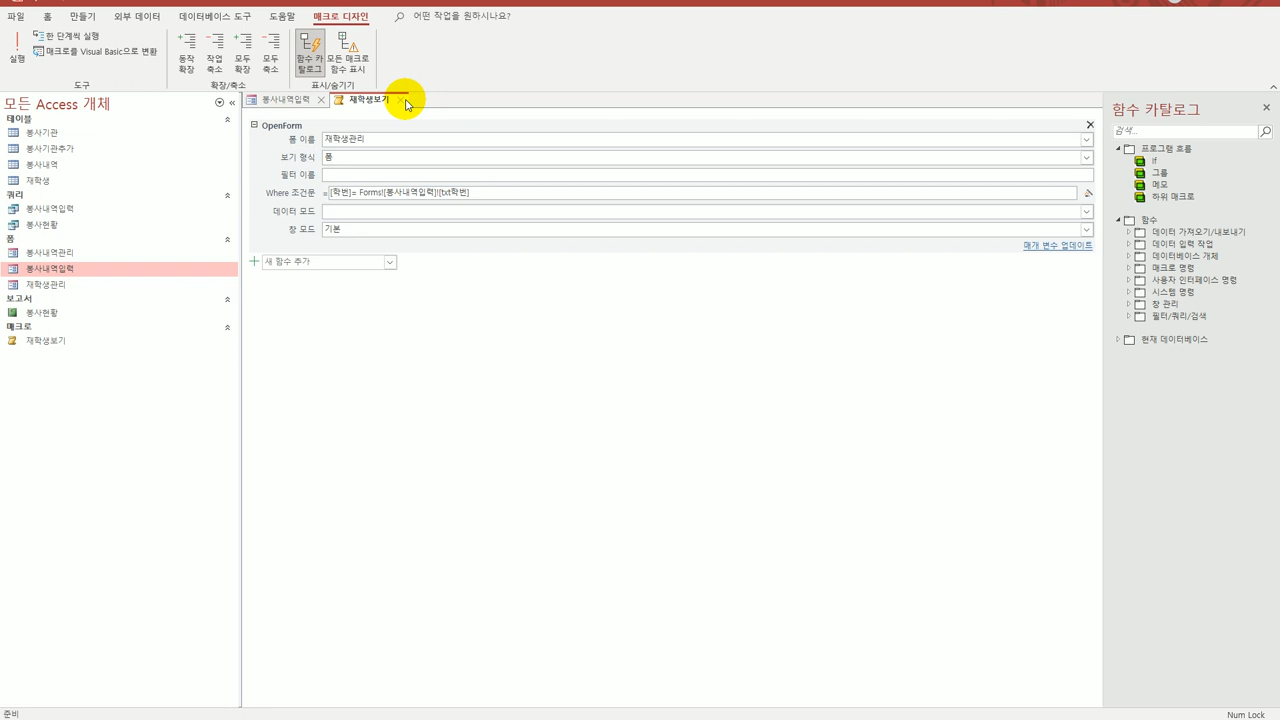 파일 홈 만들기 외부 데이터 데이터베이스 도구 도움말 매크로 디자인 어떤 작업을 원하시나요?
실행
한 단계씩 실행
매크로를 Visual Basic으로 변환
도구
동작 확장
작업 축소
모두 확장
모두 축소
확장/축소
함수 카탈로그
모든 매크로 함수 표시
표시/숨기기
모든 Access 개체
테이블
봉사기관
봉사기관추가
봉사내역
재학생
쿼리
봉사내역입력
봉사현황
폼
봉사내역관리
봉사내역입력
재학생관리
보고서
봉사현황
매크로
재학생보기
봉사내역입력 재학생보기
OpenForm
폼 이름 재학생관리
보기 형식 폼
필터 이름
Where 조건문 = [학번]= Forms![봉사내역입력]![txt학번]
데이터 모드
창 모드 기본
매개 변수 업데이트
새 함수 추가
함수 카탈로그
검색...
프로그램 흐름
If
그룹
메모
하위 매크로
함수
데이터 가져오기/내보내기
데이터 입력 작업
데이터베이스 개체
매크로 명령
사용자 인터페이스 명령
시스템 명령
창 관리
필터/쿼리/검색
현재 데이터베이스
준비
Num Lock